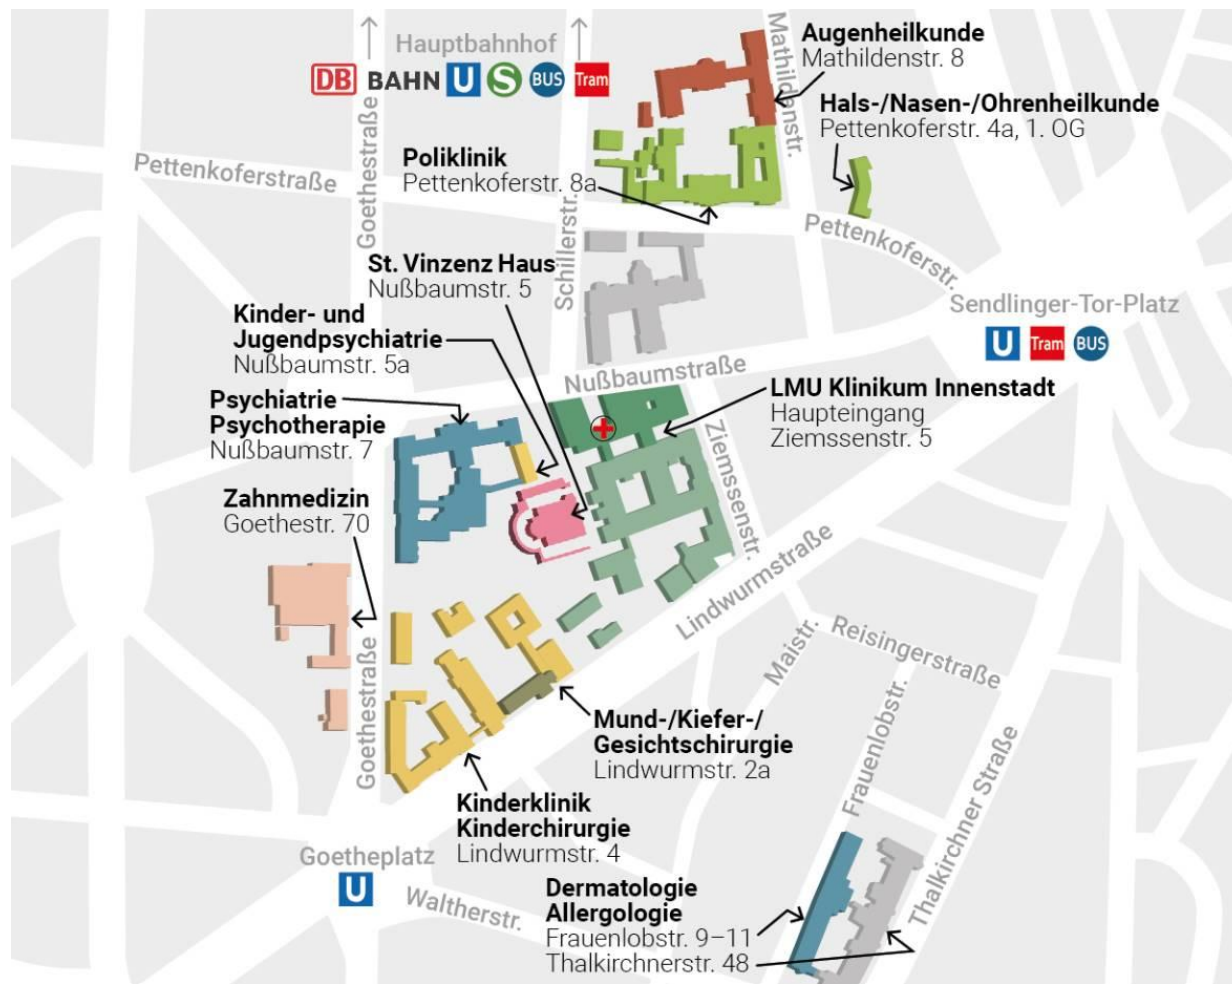 Hauptbahnhof
DB BAHN U S BUS Tram
Mathildenstr.
Augenheilkunde
Mathildenstr. 8
Hals-/Nasen-/Ohrenheilkunde
Pettenkoferstr. 4a, 1. OG
Poliklinik
Pettenkoferstr. 8a
Pettenkoferstraße
Goethestraße
Schillerstr.
Pettenkoferstr.
St. Vinzenz Haus
Nußbaumstr. 5
Sendlinger-Tor-Platz
U Tram BUS
Kinder- und
Jugendpsychiatrie
Nußbaumstr. 5a
Nußbaumstraße
Psychiatrie
Psychotherapie
Nußbaumstr. 7
LMU Klinikum Innenstadt
Haupteingang
Ziemssenstr. 5
Ziemssenstr.
Zahnmedizin
Goethestr. 70
Lindwurmstraße
Maistr.
Reisingerstraße
Goethestraße
Frauenlobstr.
Mund-/Kiefer-/
Gesichtschirurgie
Lindwurmstr. 2a
Thalkirchner Straße
Kinderklinik
Kinderchirurgie
Lindwurmstr. 4
Goetheplatz
U
Waltherstr.
Dermatologie
Allergologie
Frauenlobstr. 9–11
Thalkirchnerstr. 48